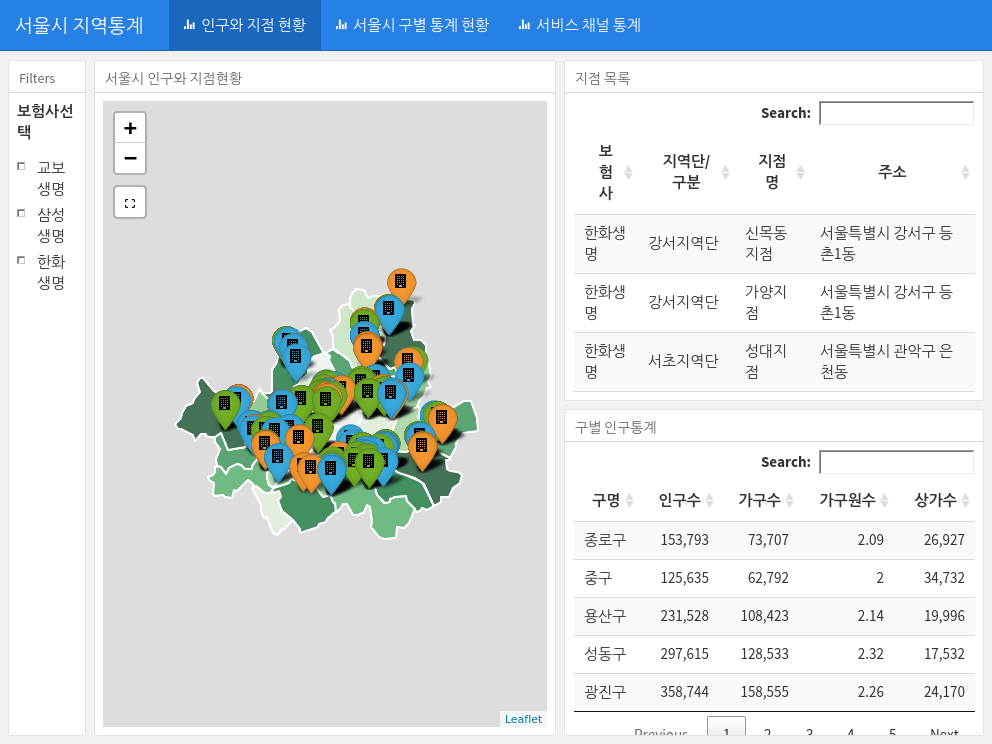 서울시 지역통계
인구와 지점 현황
서울시 구별 통계 현황
서비스 채널 통계
Filters
보험사선
택
교보
생명
삼성
생명
한화
생명
서울시 인구와 지점현황
+
−
Leaflet
지점 목록
Search:
보
험
사
지역단/
구분
지점
명
주소
한화생
명
강서지역단
신목동
지점
서울특별시 강서구 등
촌1동
한화생
명
강서지역단
가양지
점
서울특별시 강서구 등
촌1동
한화생
명
서초지역단
성대지
점
서울특별시 관악구 은
천동
구별 인구통계
Search:
구명 인구수 가구수 가구원수 상가수
종로구 153,793 73,707 2.09 26,927
중구 125,635 62,792 2 34,732
용산구 231,528 108,423 2.14 19,996
성동구 297,615 128,533 2.32 17,532
광진구 358,744 158,555 2.26 24,170
Previous 1 2 3 4 5 Next